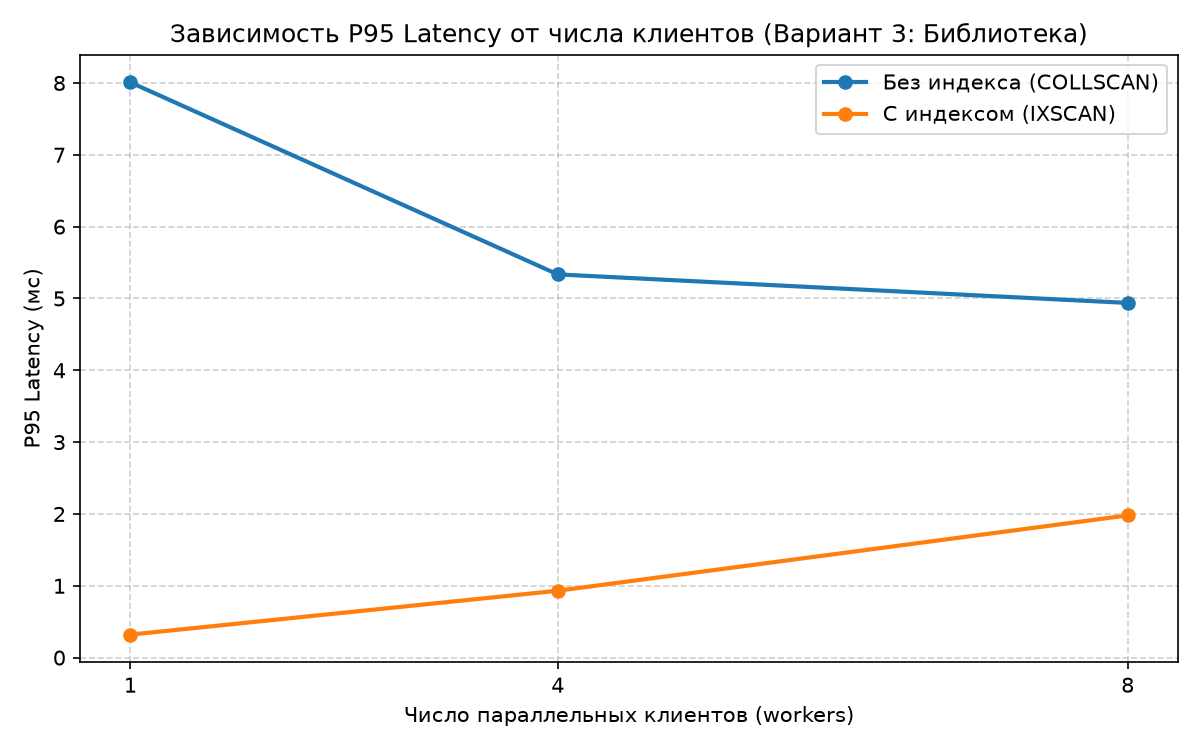 Зависимость P95 Latency от числа клиентов (Вариант 3: Библиотека)
Без индекса (COLLSCAN)
С индексом (IXSCAN)
P95 Latency (мс)
8
7
6
5
4
3
2
1
0
1 4 8
Число параллельных клиентов (workers)